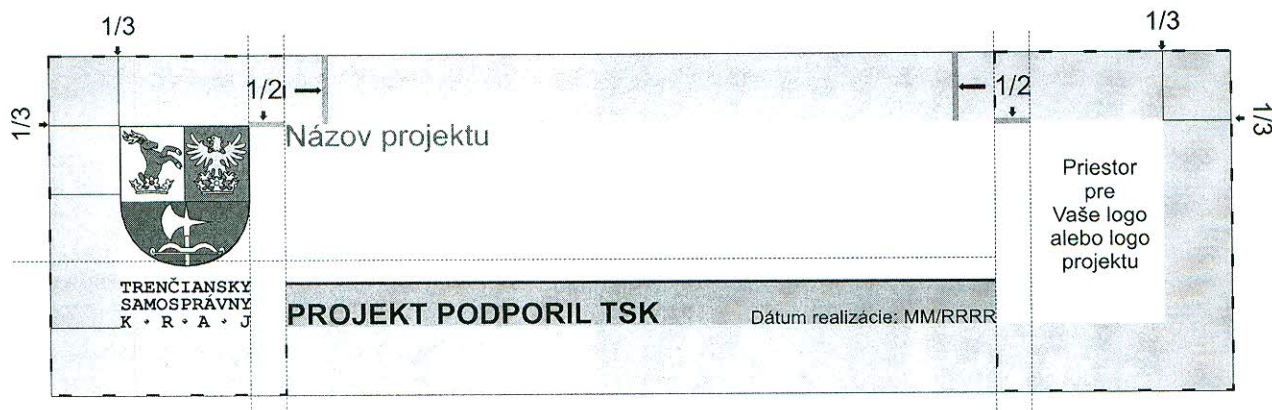 1/3
1/3
1/2
1/2
1/3
1/3
Názov projektu
Priestor
pre
Vaše logo
alebo logo
projektu
TRENČIANSKY
SAMOSPRÁVNY
K · R · A · J
PROJEKT PODPORIL TSK
Dátum realizácie: MM/RRRR